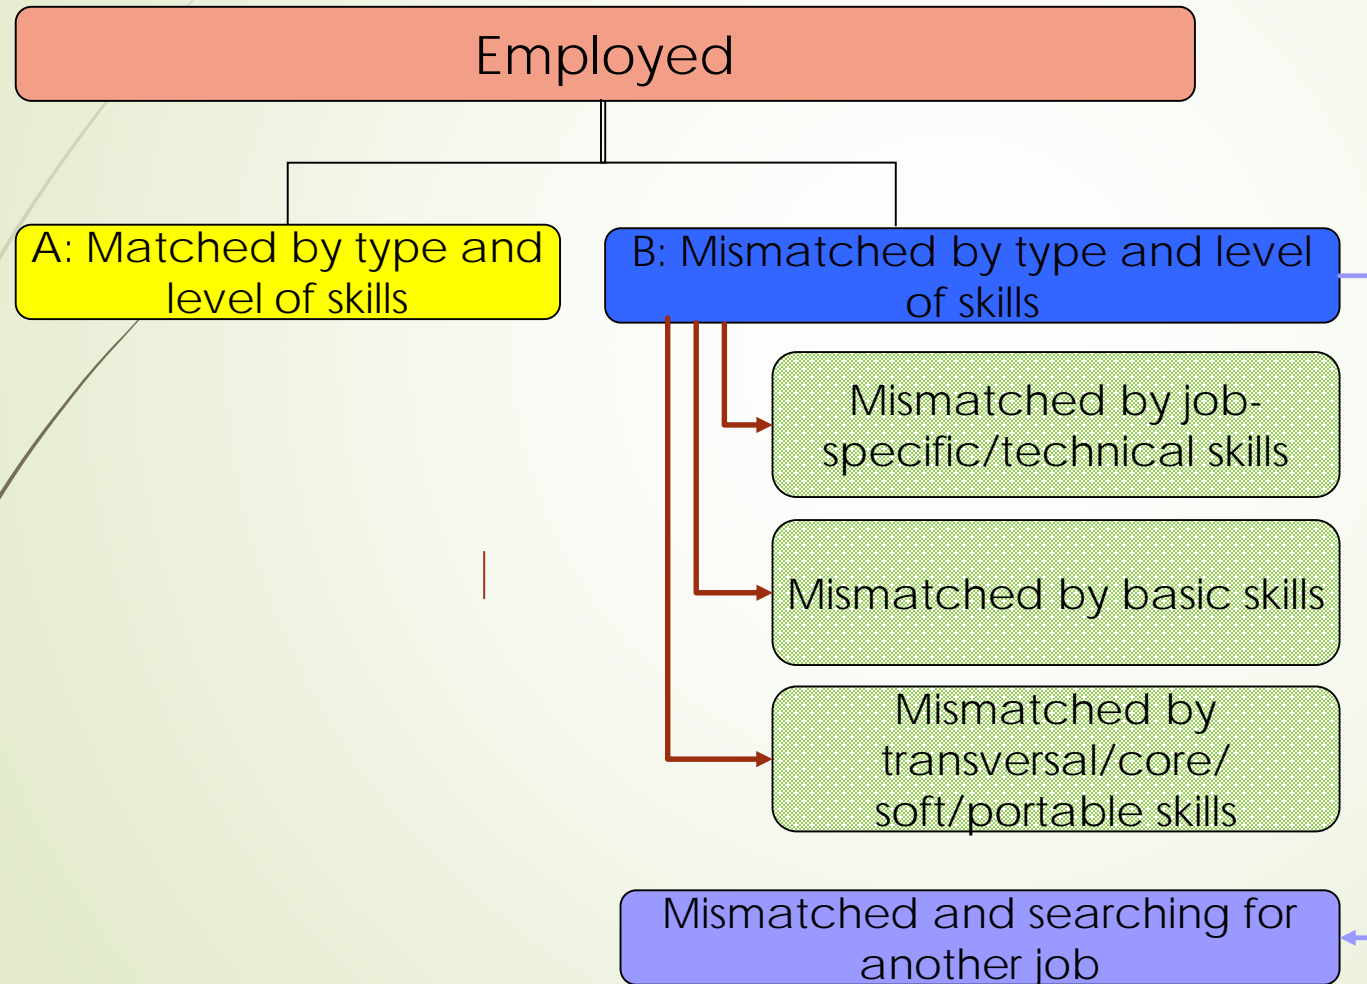 Employed
A: Matched by type and
level of skills
B: Mismatched by type and level
of skills
Mismatched by job-
specific/technical skills
Mismatched by basic skills
Mismatched by
transversal/core/
soft/portable skills
Mismatched and searching for
another job